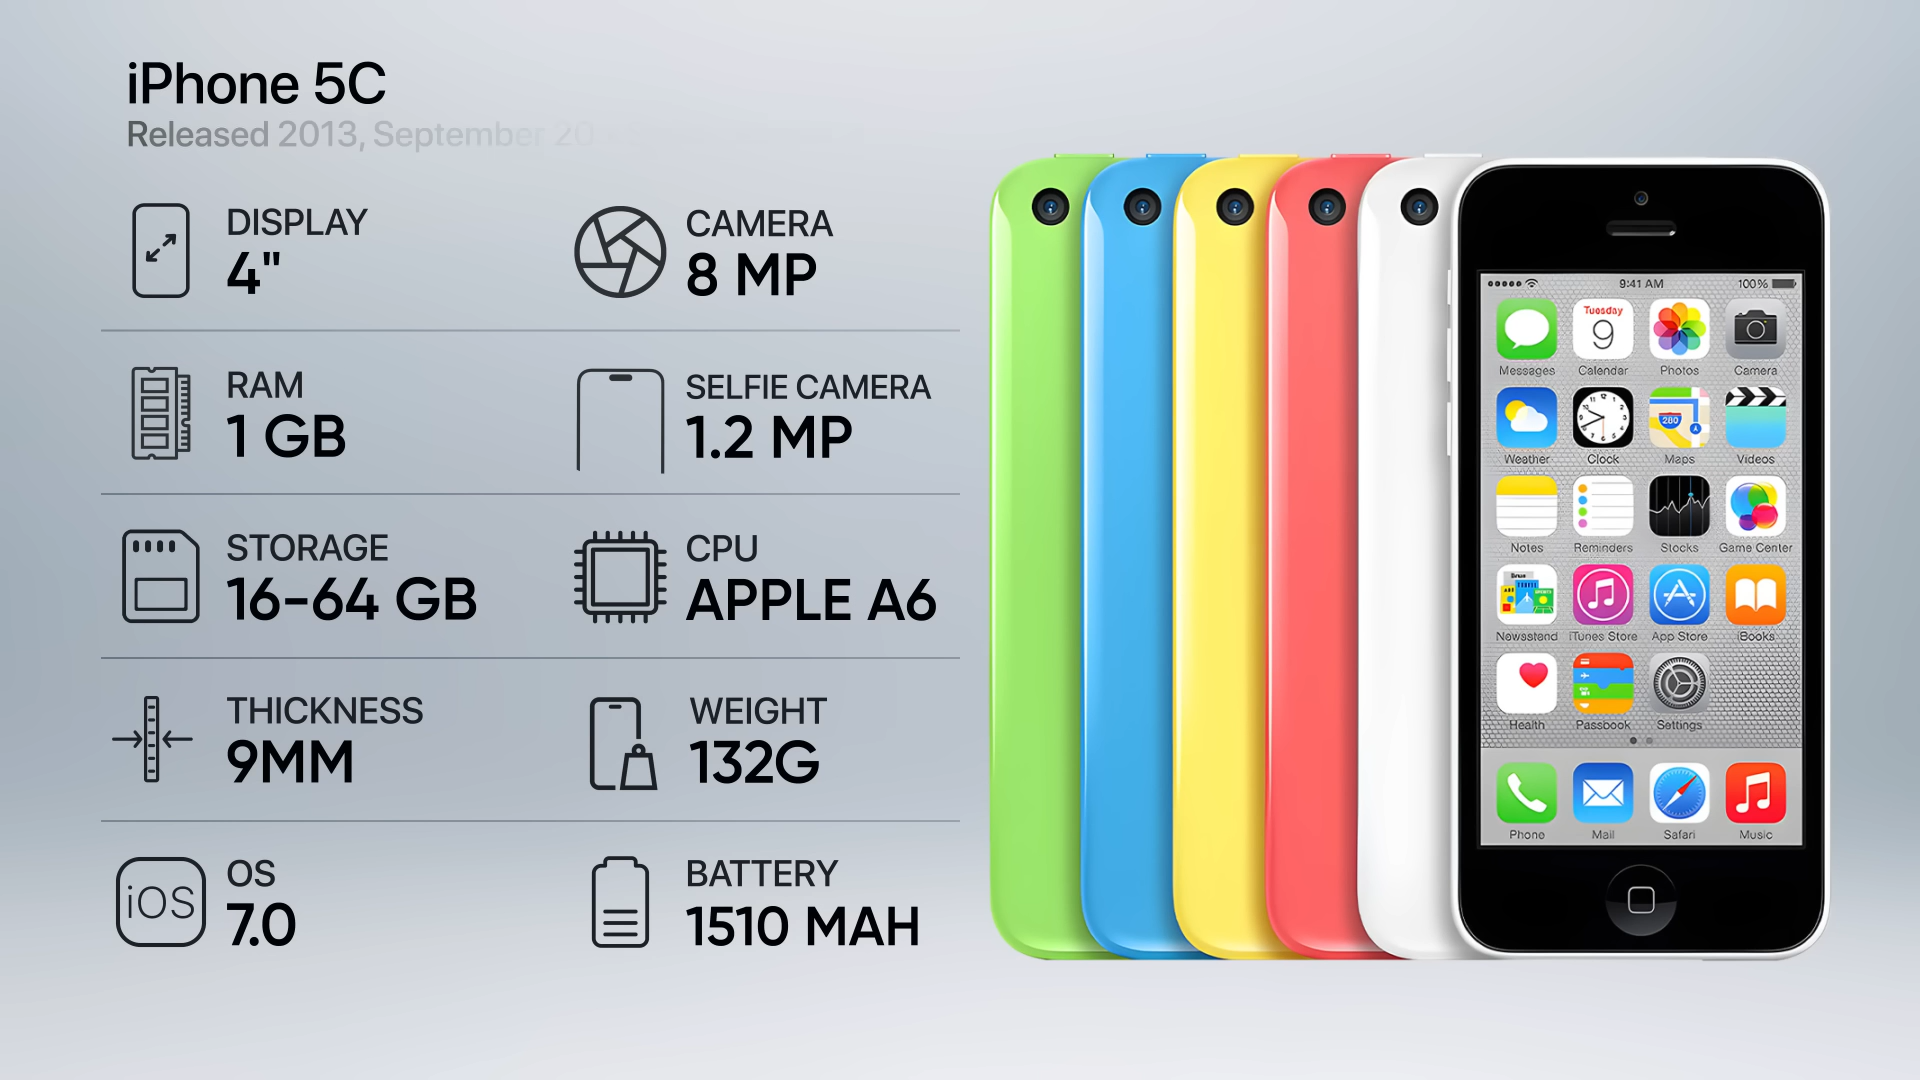 iPhone 5C
Released 2013, September 20
DISPLAY
4"
CAMERA
8 MP
RAM
1 GB
SELFIE CAMERA
1.2 MP
STORAGE
16-64 GB
CPU
APPLE A6
THICKNESS
9MM
WEIGHT
132G
iOS
OS
7.0
BATTERY
1510 MAH
9:41 AM 100%
Tuesday
9
Messages Calendar Photos Camera
280
Weather Clock Maps Videos
Notes Reminders Stocks Game Center
Newsstand iTunes Store App Store iBooks
Health Passbook Settings
Phone Mail Safari Music